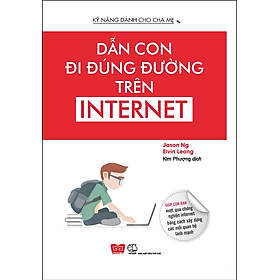 KỸ NĂNG DÀNH CHO CHA MẸ
DẪN CON
ĐI ĐÚNG ĐƯỜNG
TRÊN
INTERNET
Jason Ng
Elvin Leong
Kim Phượng dịch
GIÚP CON BẠN
vượt qua chứng
nghiện internet
bằng cách xây dựng
các mối quan hệ
lành mạnh